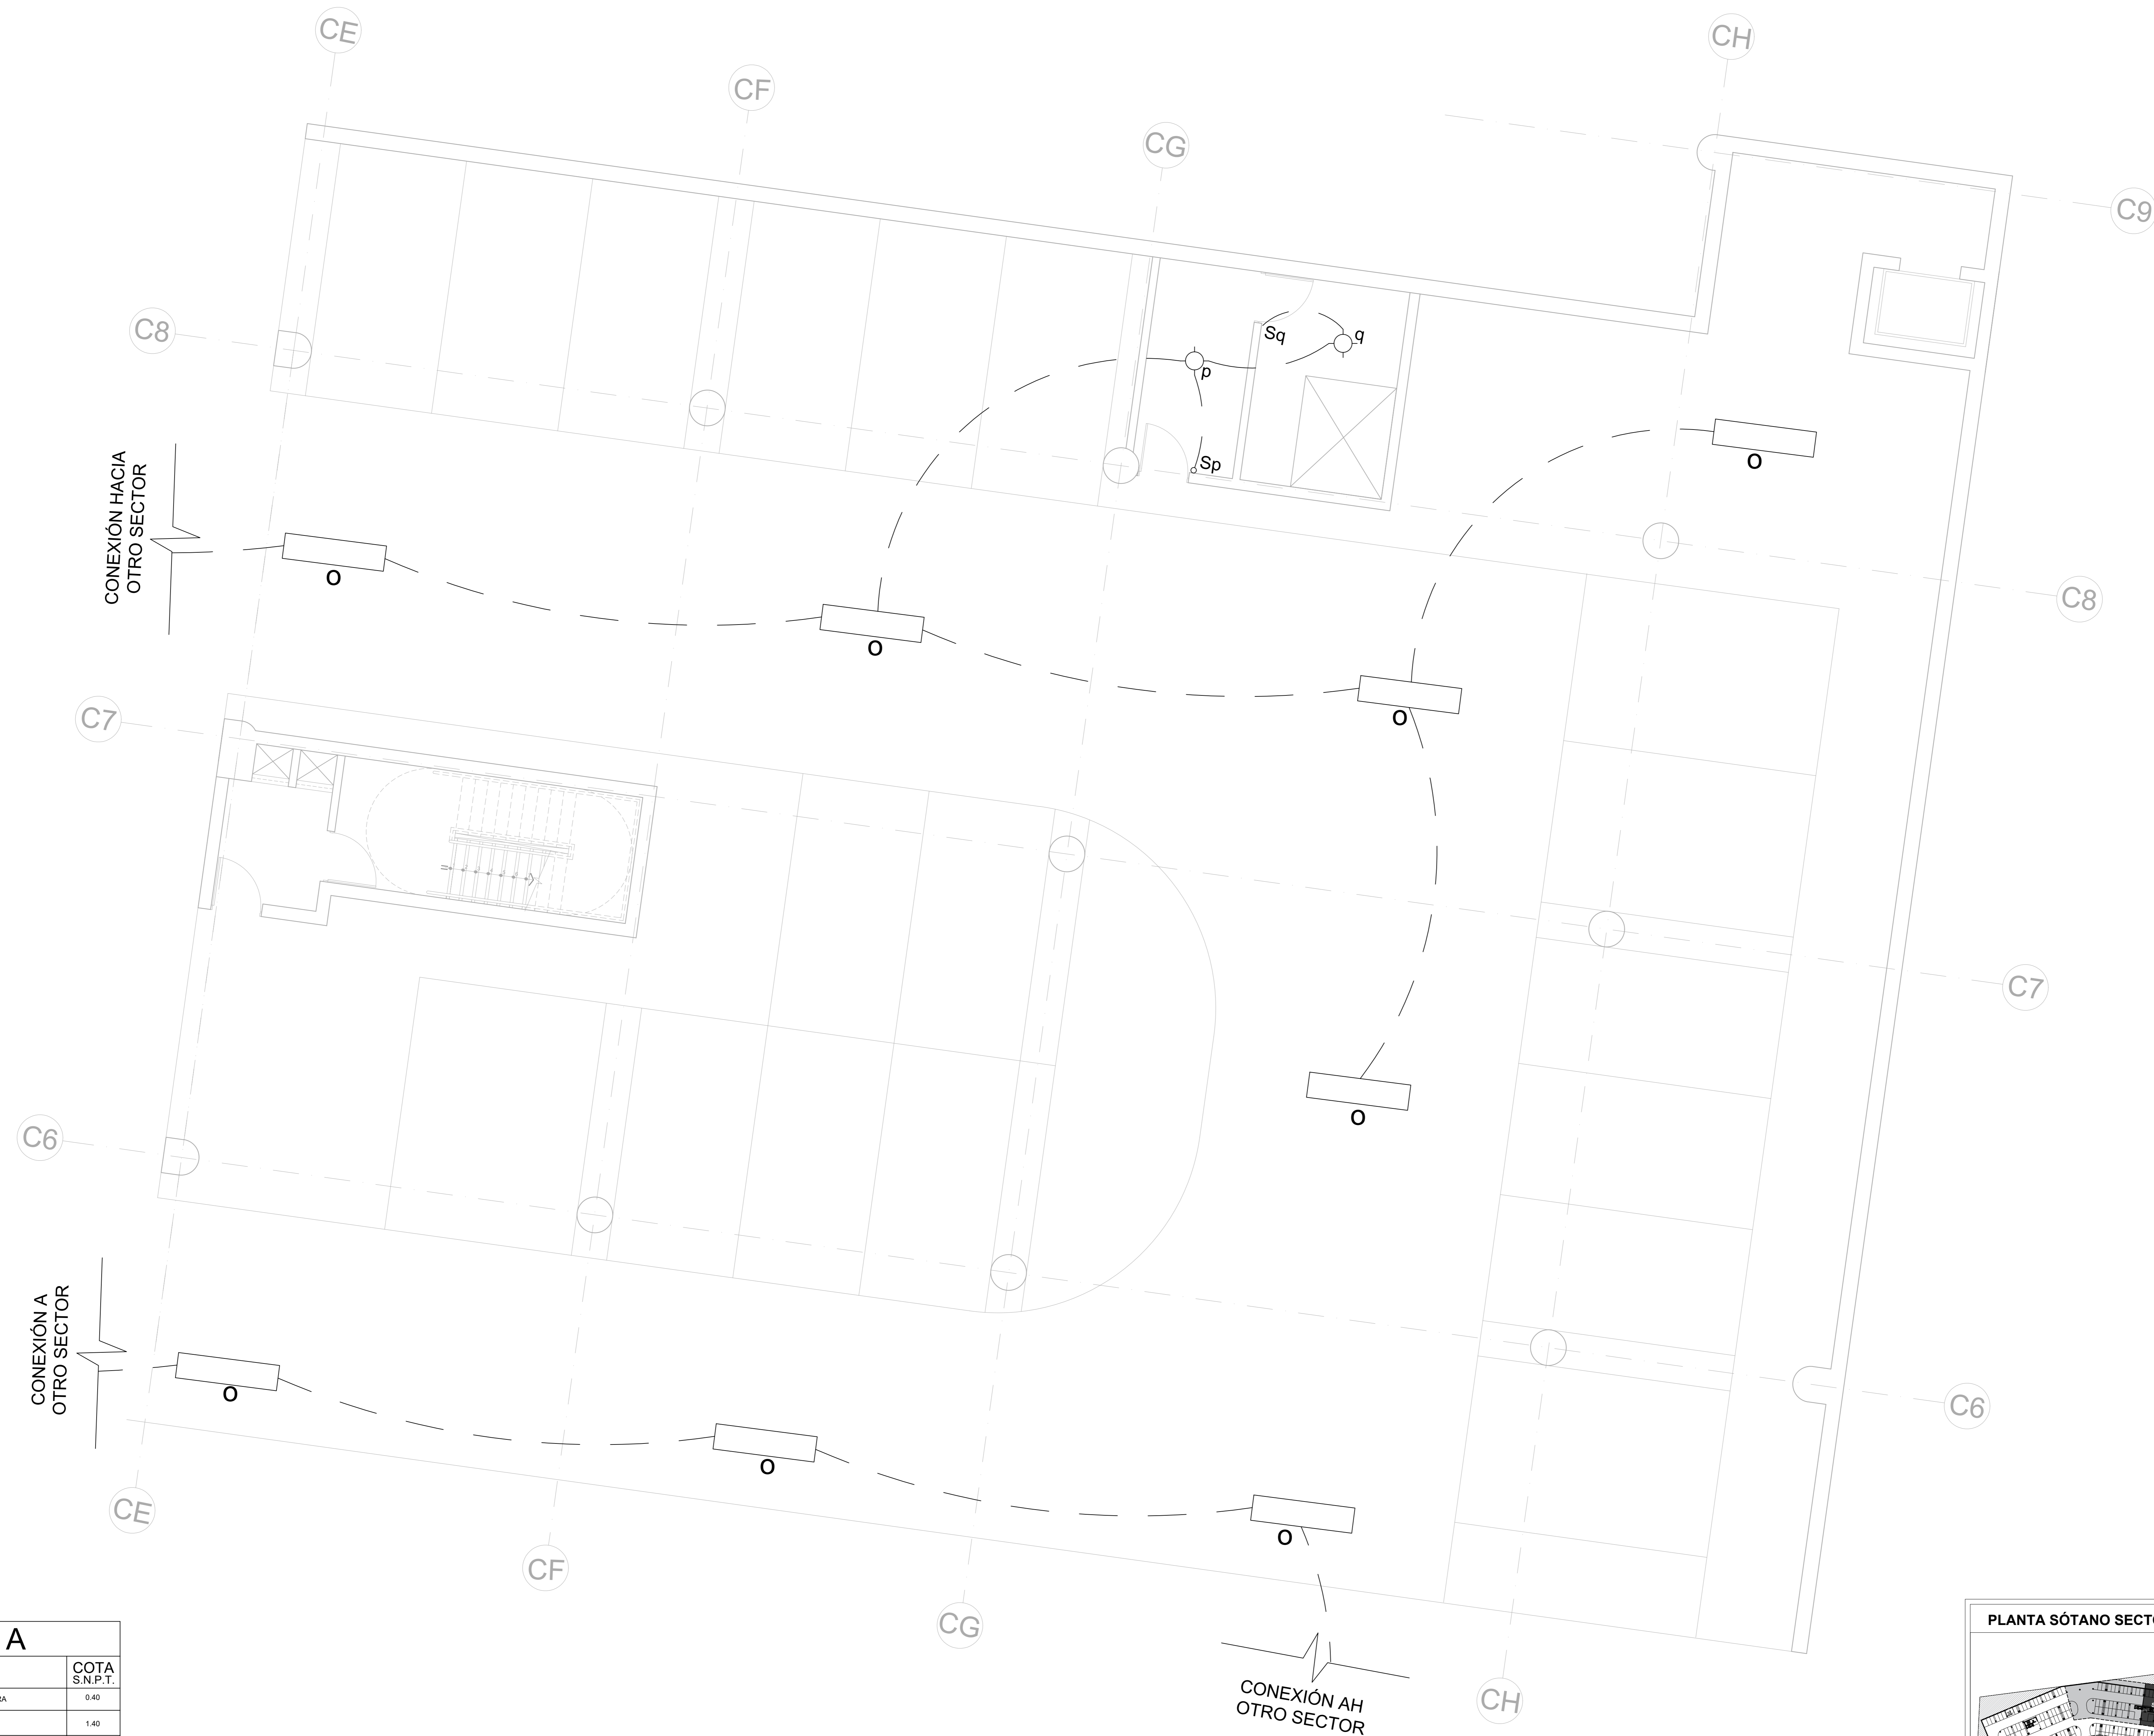 CE
CH
CF
CG
C9
C8
Sq
q
p
Sp
CONEXIÓN HACIA
OTRO SECTOR
o
o
o
C8
o
C7
C7
o
C6
C6
CONEXIÓN A
OTRO SECTOR
o
o
o
CE
CF
CG
CH
CONEXIÓN AH
OTRO SECTOR
A
COTA
S.N.P.T.
RA
0.40
1.40
PLANTA SÓTANO